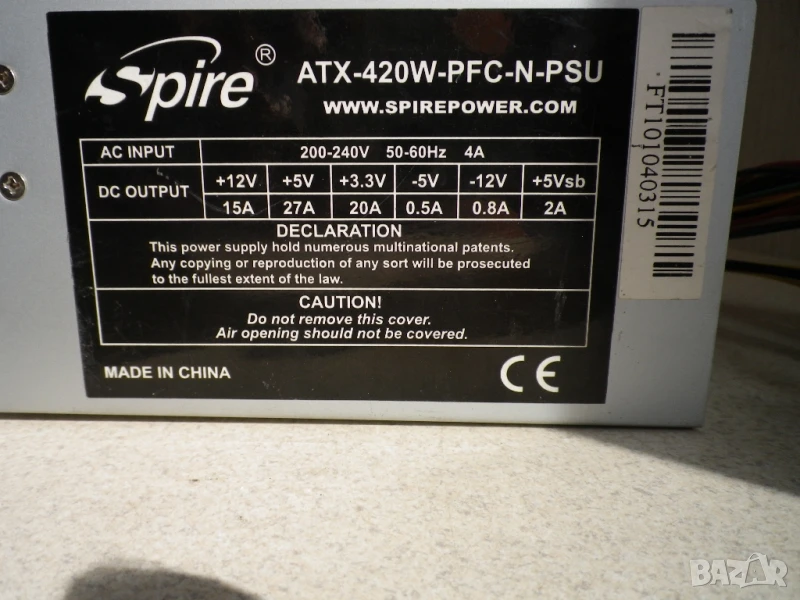 Spire®
ATX-420W-PFC-N-PSU
WWW.SPIREPOWER.COM
AC INPUT 200-240V 50-60Hz 4A
DC OUTPUT +12V +5V +3.3V -5V -12V +5Vsb
15A 27A 20A 0.5A 0.8A 2A
DECLARATION
This power supply hold numerous multinational patents.
Any copying or reproduction of any sort will be prosecuted
to the fullest extent of the law.
CAUTION!
Do not remove this cover.
Air opening should not be covered.
MADE IN CHINA
CE
FT101040315
BAZAR